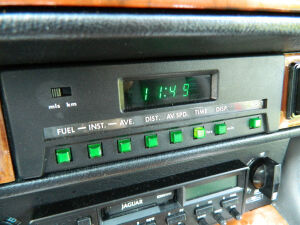 11:49
mls km
FUEL — INST. — AVE. DIST. AV.SPD. TIME DISP.
JAGUAR